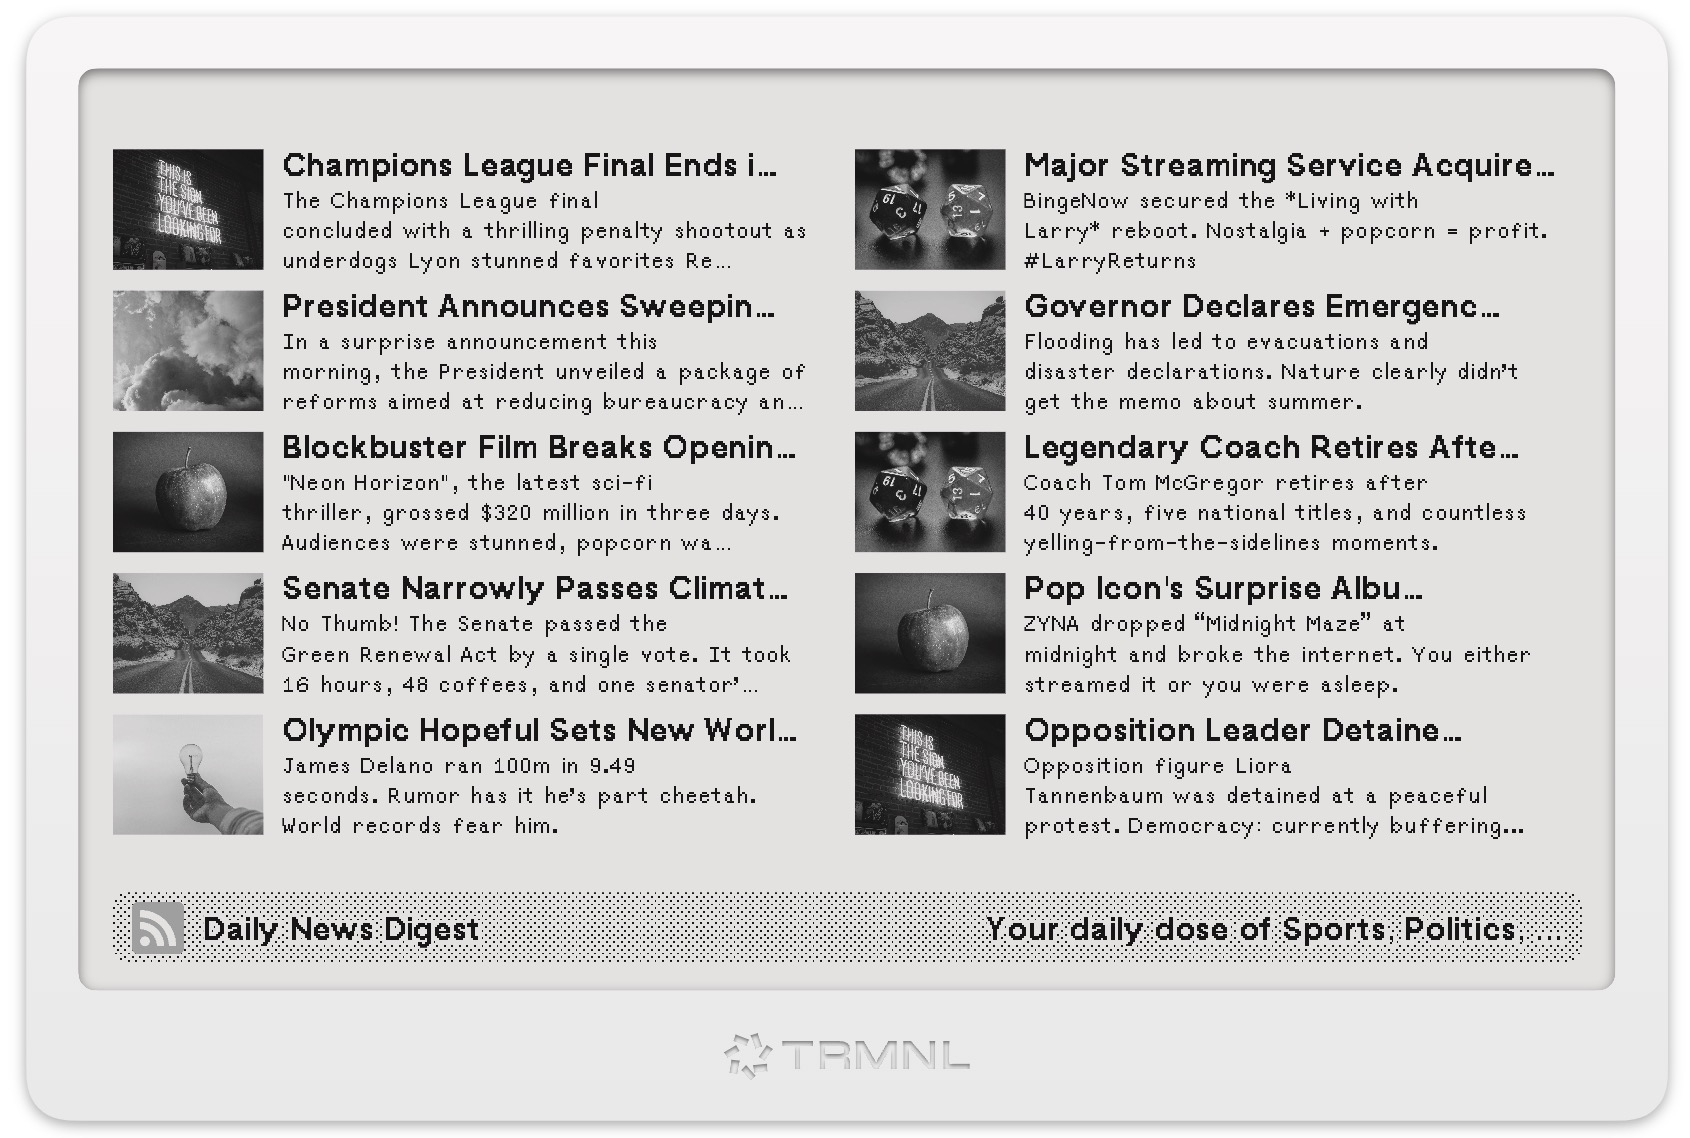 THIS IS
THE SIGN
YOU'VE BEEN
LOOKING FOR
Champions League Final Ends i...
The Champions League final
concluded with a thrilling penalty shootout as
underdogs Lyon stunned favorites Re...
President Announces Sweepin...
In a surprise announcement this
morning, the President unveiled a package of
reforms aimed at reducing bureaucracy an...
Blockbuster Film Breaks Openin...
"Neon Horizon", the latest sci-fi
thriller, grossed $320 million in three days.
Audiences were stunned, popcorn wa...
Senate Narrowly Passes Climat...
No Thumb! The Senate passed the
Green Renewal Act by a single vote. It took
16 hours, 48 coffees, and one senator’...
Olympic Hopeful Sets New Worl...
James Delano ran 100m in 9.49
seconds. Rumor has it he’s part cheetah.
World records fear him.
Major Streaming Service Acquire...
BingeNow secured the *Living with
Larry* reboot. Nostalgia + popcorn = profit.
#LarryReturns
Governor Declares Emergenc...
Flooding has led to evacuations and
disaster declarations. Nature clearly didn’t
get the memo about summer.
Legendary Coach Retires Afte...
Coach Tom McGregor retires after
40 years, five national titles, and countless
yelling-from-the-sidelines moments.
Pop Icon's Surprise Albu...
ZYNA dropped “Midnight Maze” at
midnight and broke the internet. You either
streamed it or you were asleep.
THIS IS
THE SIGN
YOU'VE BEEN
LOOKING FOR
Opposition Leader Detaine...
Opposition figure Liora
Tannenbaum was detained at a peaceful
protest. Democracy: currently buffering...
Daily News Digest
Your daily dose of Sports, Politics, ...
TRMNL